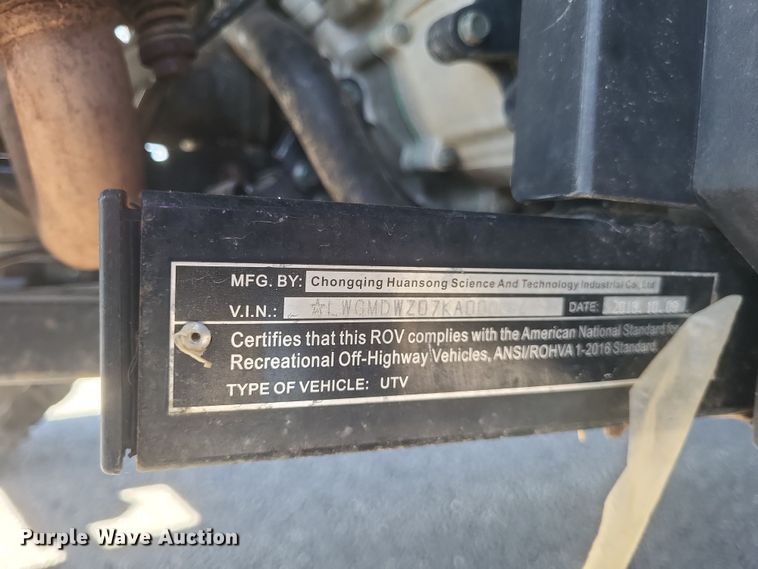 MFG. BY: Chongqing Huansong Science And Technology Industrial Co., Ltd
V.I.N.: ☆LWGMDWZ07KA00 DATE: 2018.10.09
Certifies that this ROV complies with the American National Standard for
Recreational Off-Highway Vehicles, ANSI/ROHVA 1-2016 Standard.
TYPE OF VEHICLE: UTV
Purple Wave Auction